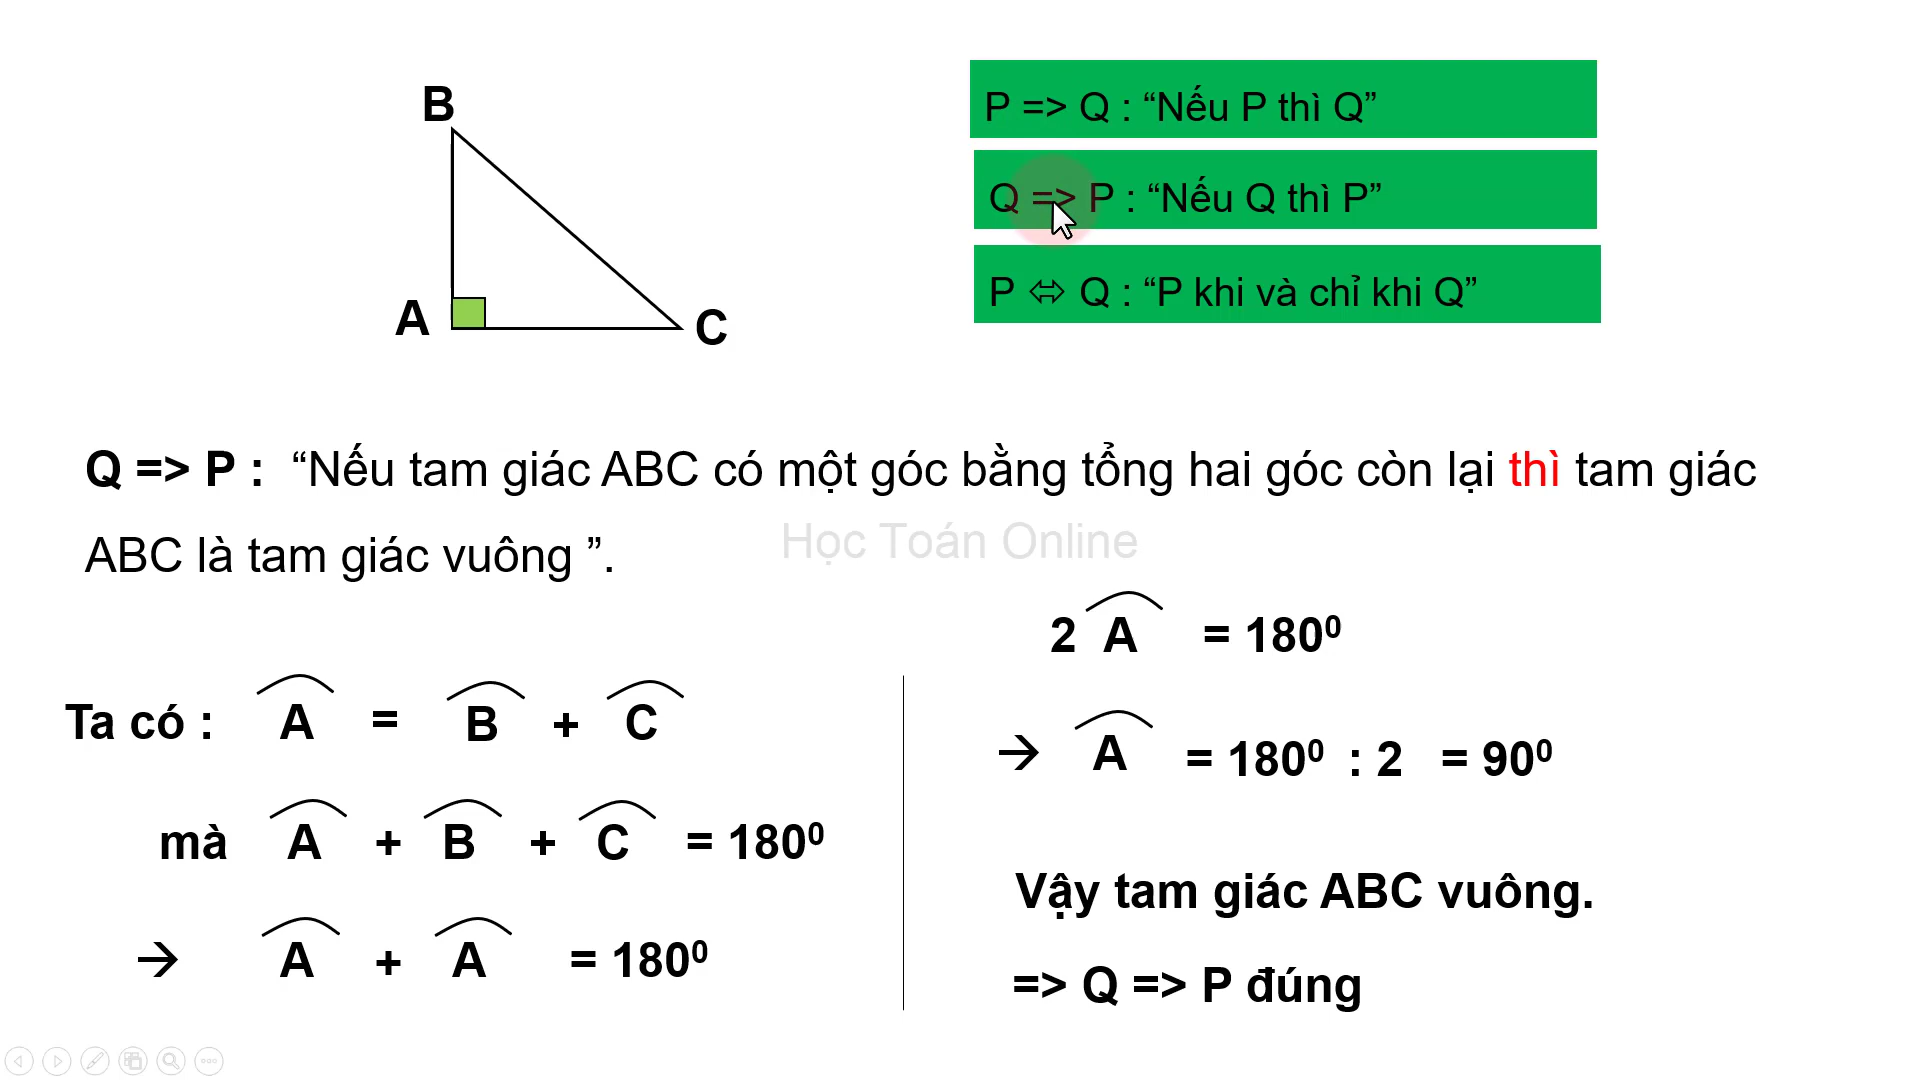 B
A
C
P => Q : “Nếu P thì Q”
Q => P : “Nếu Q thì P”
P ⬄ Q : “P khi và chỉ khi Q”
Q => P : “Nếu tam giác ABC có một góc bằng tổng hai góc còn lại thì tam giác
ABC là tam giác vuông ”.
Học Toán Online
Ta có : A = B + C
mà A + B + C = 180⁰
→ A + A = 180⁰
2 A = 180⁰
→ A = 180⁰ : 2 = 90⁰
Vậy tam giác ABC vuông.
=> Q => P đúng